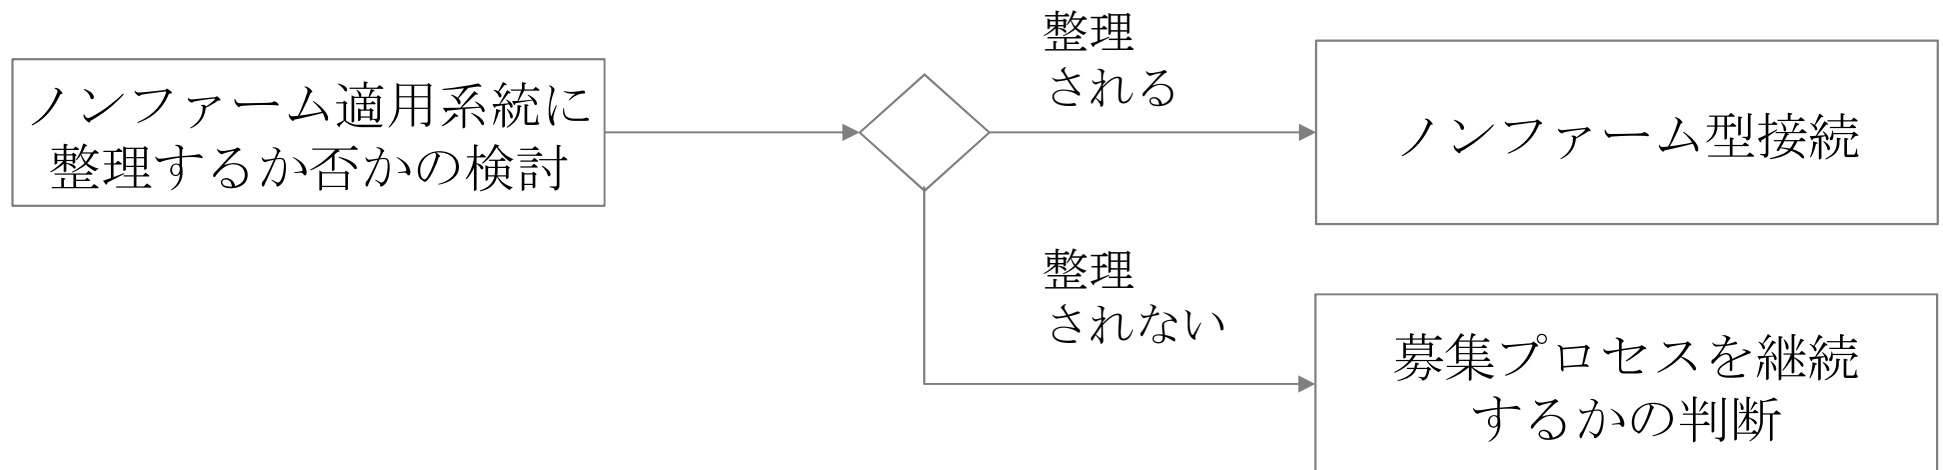 ノンファーム適用系統に
整理するか否かの検討
整理
される
ノンファーム型接続
整理
されない
募集プロセスを継続
するかの判断